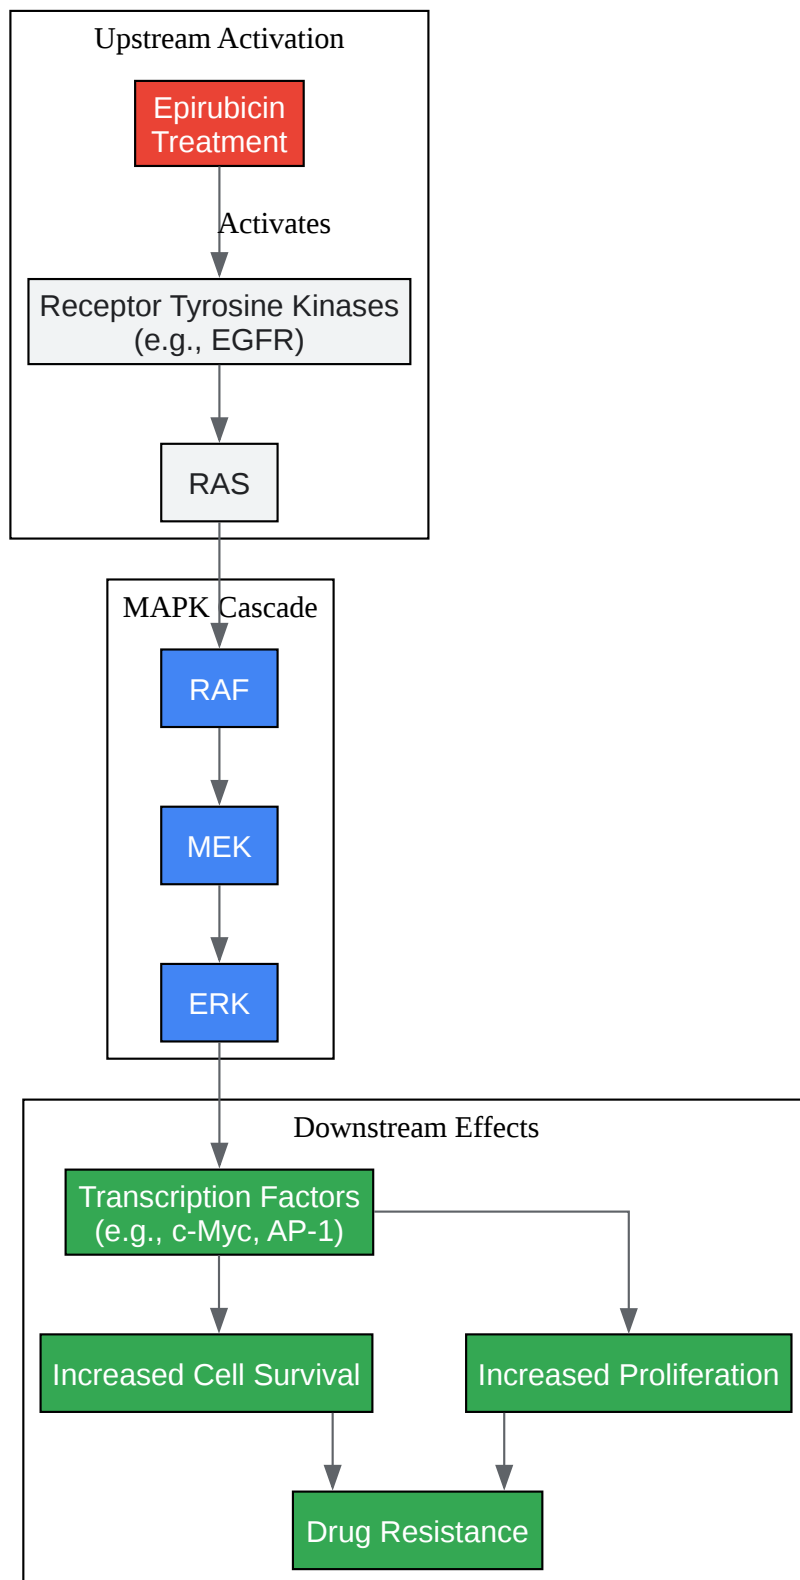 Upstream Activation
Epirubicin
Treatment
Activates
Receptor Tyrosine Kinases
(e.g., EGFR)
RAS
MAPK Cascade
RAF
MEK
ERK
Downstream Effects
Transcription Factors
(e.g., c-Myc, AP-1)
Increased Cell Survival
Increased Proliferation
Drug Resistance